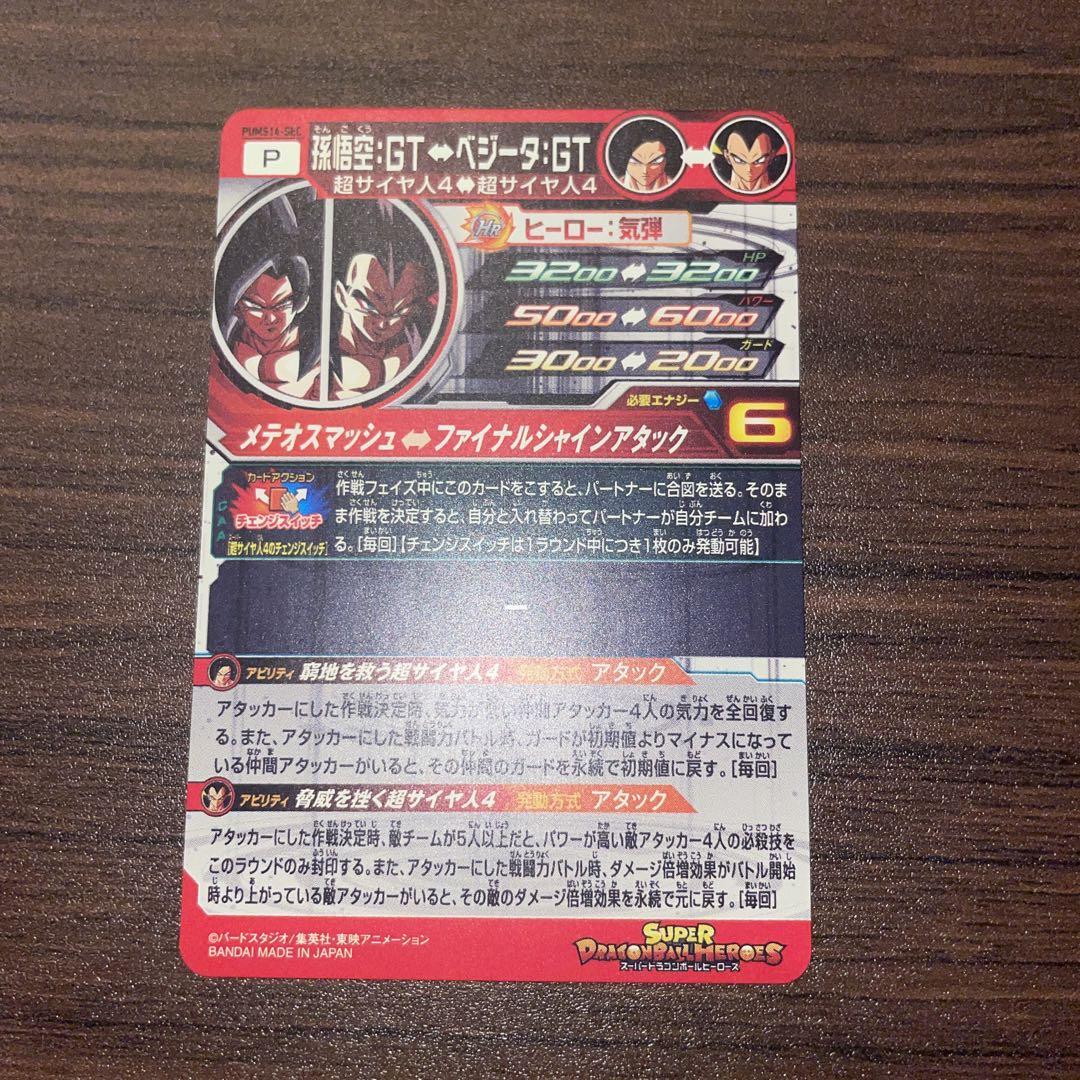 PUMS14-SEC
P
孫悟空:GT⇔ベジータ:GT
超サイヤ人4⇔超サイヤ人4
HR ヒーロー:気弾
HP
3200⇔3200
パワー
5000⇔6000
ガード
3000⇔2000
必要エナジー 6
メテオスマッシュ⇔ファイナルシャインアタック
CAA
カードアクション
チェンジスイッチ
[超サイヤ人4のチェンジスイッチ]
作戦フェイズ中にこのカードをこすると、パートナーに合図を送る。そのま
ま作戦を決定すると、自分と入れ替わってパートナーが自分チームに加わ
る。[毎回]【チェンジスイッチは1ラウンド中につき1枚のみ発動可能】
ー
アビリティ 窮地を救う超サイヤ人4 発動方式 アタック
アタッカーにした作戦決定時、気力が低い仲間アタッカー4人の気力を全回復す
る。また、アタッカーにした戦闘力バトル時、ガードが初期値よりマイナスになって
いる仲間アタッカーがいると、その仲間のガードを永続で初期値に戻す。[毎回]
アビリティ 脅威を挫く超サイヤ人4 発動方式 アタック
アタッカーにした作戦決定時、敵チームが5人以上だと、パワーが高い敵アタッカー4人の必殺技を
このラウンドのみ封印する。また、アタッカーにした戦闘力バトル時、ダメージ倍増効果がバトル開始
時より上がっている敵アタッカーがいると、その敵のダメージ倍増効果を永続で元に戻す。[毎回]
©バードスタジオ/集英社・東映アニメーション
BANDAI MADE IN JAPAN
SUPER
DRAGONBALL HEROES
スーパードラゴンボールヒーローズ